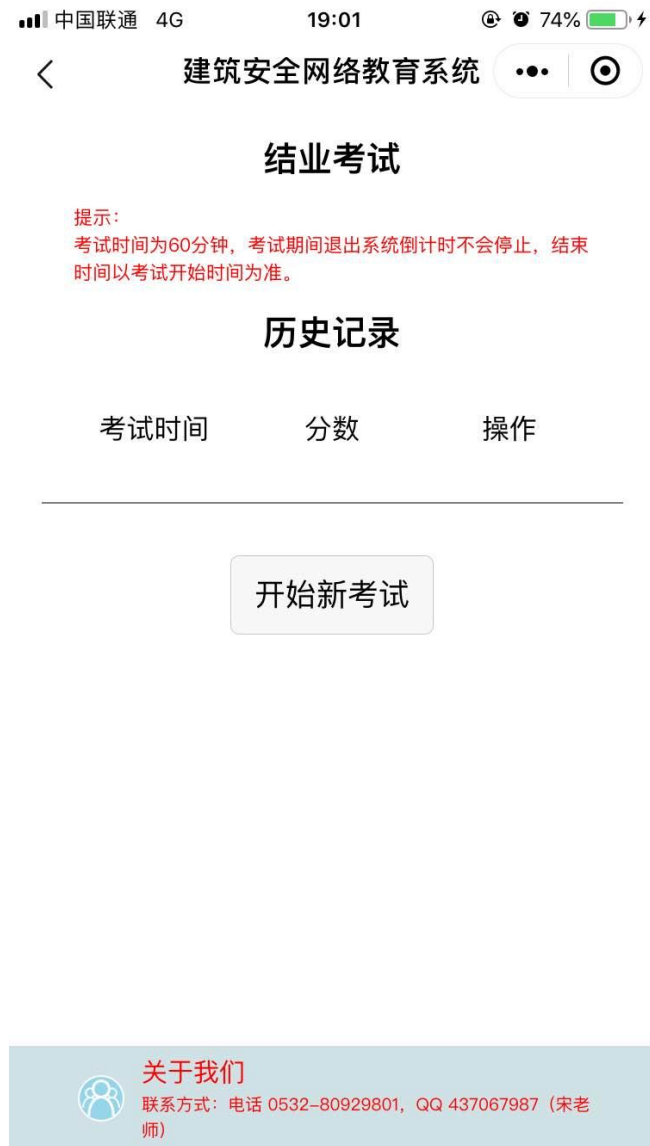 中国联通 4G 19:01 74%
建筑安全网络教育系统
结业考试
提示：
考试时间为60分钟，考试期间退出系统倒计时不会停止，结束
时间以考试开始时间为准。
历史记录
考试时间 分数 操作
开始新考试
关于我们
联系方式：电话 0532-80929801，QQ 437067987（宋老
师）